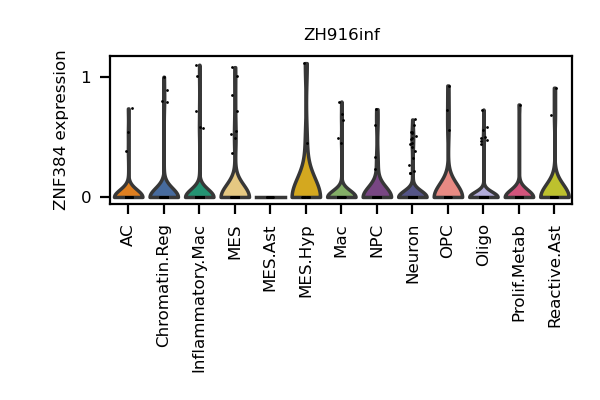 ZH916inf
ZNF384 expression
1
0
AC
Chromatin.Reg
Inflammatory.Mac
MES
MES.Ast
MES.Hyp
Mac
NPC
Neuron
OPC
Oligo
Prolif.Metab
Reactive.Ast